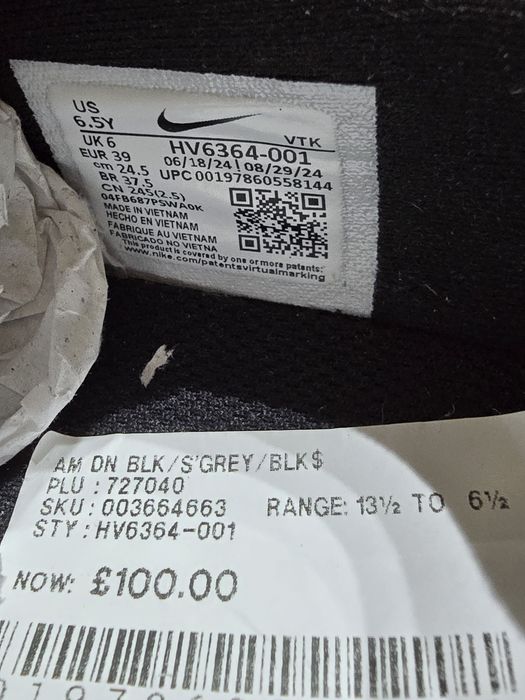 US
6.5Y
VTK
UK 6
HV6364-001
EUR 39
06/18/24 | 08/29/24
cm 24.5
UPC 00197860558144
BR 37.5
CN 245(2.5)
04FB687PSWA0K
MADE IN VIETNAM
HECHO EN VIETNAM
FABRIQUE AU VIETNAM
FABRICADO NO VIETNA
This product is covered by one or more patents:
www.nike.com/patentsvirtualmarking
AM DN BLK/S'GREY/BLK$
PLU : 727040
SKU : 003664663 RANGE: 13½ TO 6½
STY : HV6364-001
NOW: £100.00